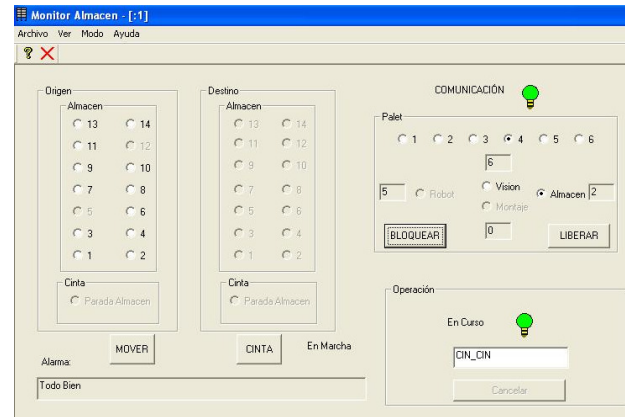 Monitor Almacen - [:1]
Archivo Ver Modo Ayuda
Origen
Almacen
13 14
11 12
9 10
7 8
5 6
3 4
1 2
Cinta
Parada Almacen
MOVER
Destino
Almacen
13 14
11 12
9 10
7 8
5 6
3 4
1 2
Cinta
Parada Almacen
CINTA
En Marcha
Alarma:
Todo Bien
COMUNICACIÓN
Palet
1 2 3 4 5 6
6
5 Robot Vision Almacen 2
Montaje
BLOQUEAR 0 LIBERAR
Operación
En Curso
CIN_CIN
Cancelar